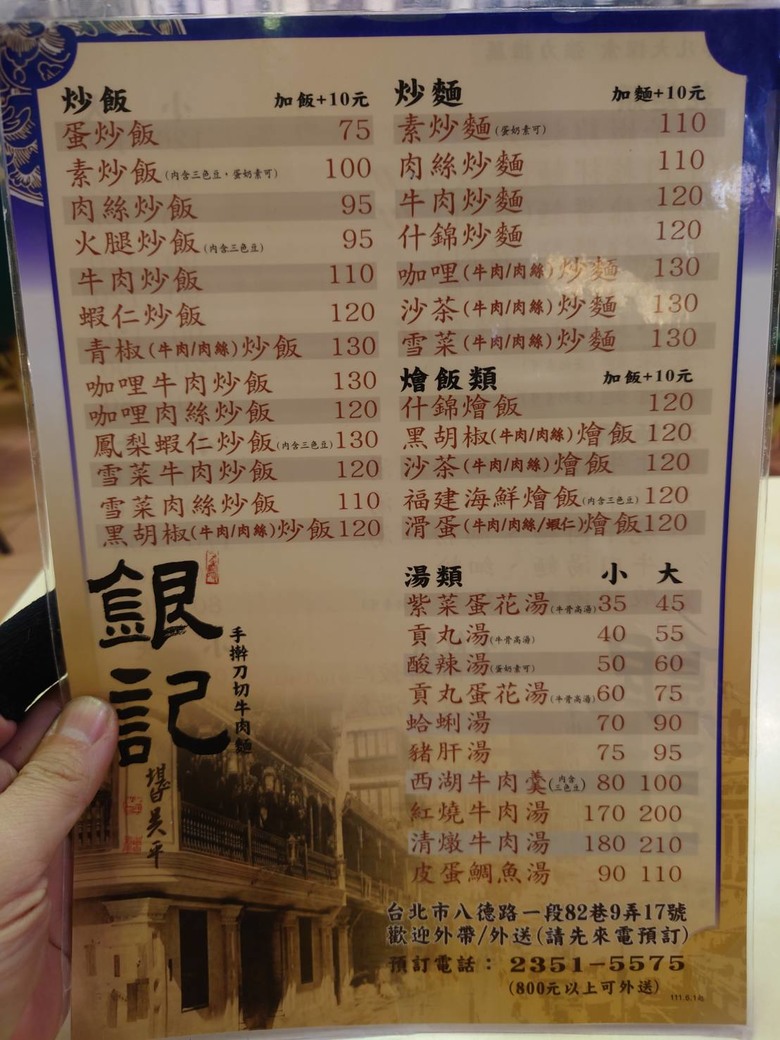 炒飯 加飯+10元
蛋炒飯 75
素炒飯(內含三色豆,蛋奶素可) 100
肉絲炒飯 95
火腿炒飯(內含三色豆) 95
牛肉炒飯 110
蝦仁炒飯 120
青椒(牛肉/肉絲)炒飯 130
咖哩牛肉炒飯 130
咖哩肉絲炒飯 120
鳳梨蝦仁炒飯(內含三色豆) 130
雪菜牛肉炒飯 120
雪菜肉絲炒飯 110
黑胡椒(牛肉/肉絲)炒飯 120
銀記
手擀刀切牛肉麵
炒麵 加麵+10元
素炒麵(蛋奶素可) 110
肉絲炒麵 110
牛肉炒麵 120
什錦炒麵 120
咖哩(牛肉/肉絲)炒麵 130
沙茶(牛肉/肉絲)炒麵 130
雪菜(牛肉/肉絲)炒麵 130
燴飯類 加飯+10元
什錦燴飯 120
黑胡椒(牛肉/肉絲)燴飯 120
沙茶(牛肉/肉絲)燴飯 120
福建海鮮燴飯(內含三色豆) 120
滑蛋(牛肉/肉絲/蝦仁)燴飯 120
湯類 小 大
紫菜蛋花湯(牛骨高湯) 35 45
貢丸湯(牛骨高湯) 40 55
酸辣湯(蛋奶素可) 50 60
貢丸蛋花湯(牛骨高湯) 60 75
蛤蜊湯 70 90
豬肝湯 75 95
西湖牛肉羹(內含三色豆) 80 100
紅燒牛肉湯 170 200
清燉牛肉湯 180 210
皮蛋鯛魚湯 90 110
台北市八德路一段82巷9弄17號
歡迎外帶/外送(請先來電預訂)
預訂電話: 2351-5575
(800元以上可外送)